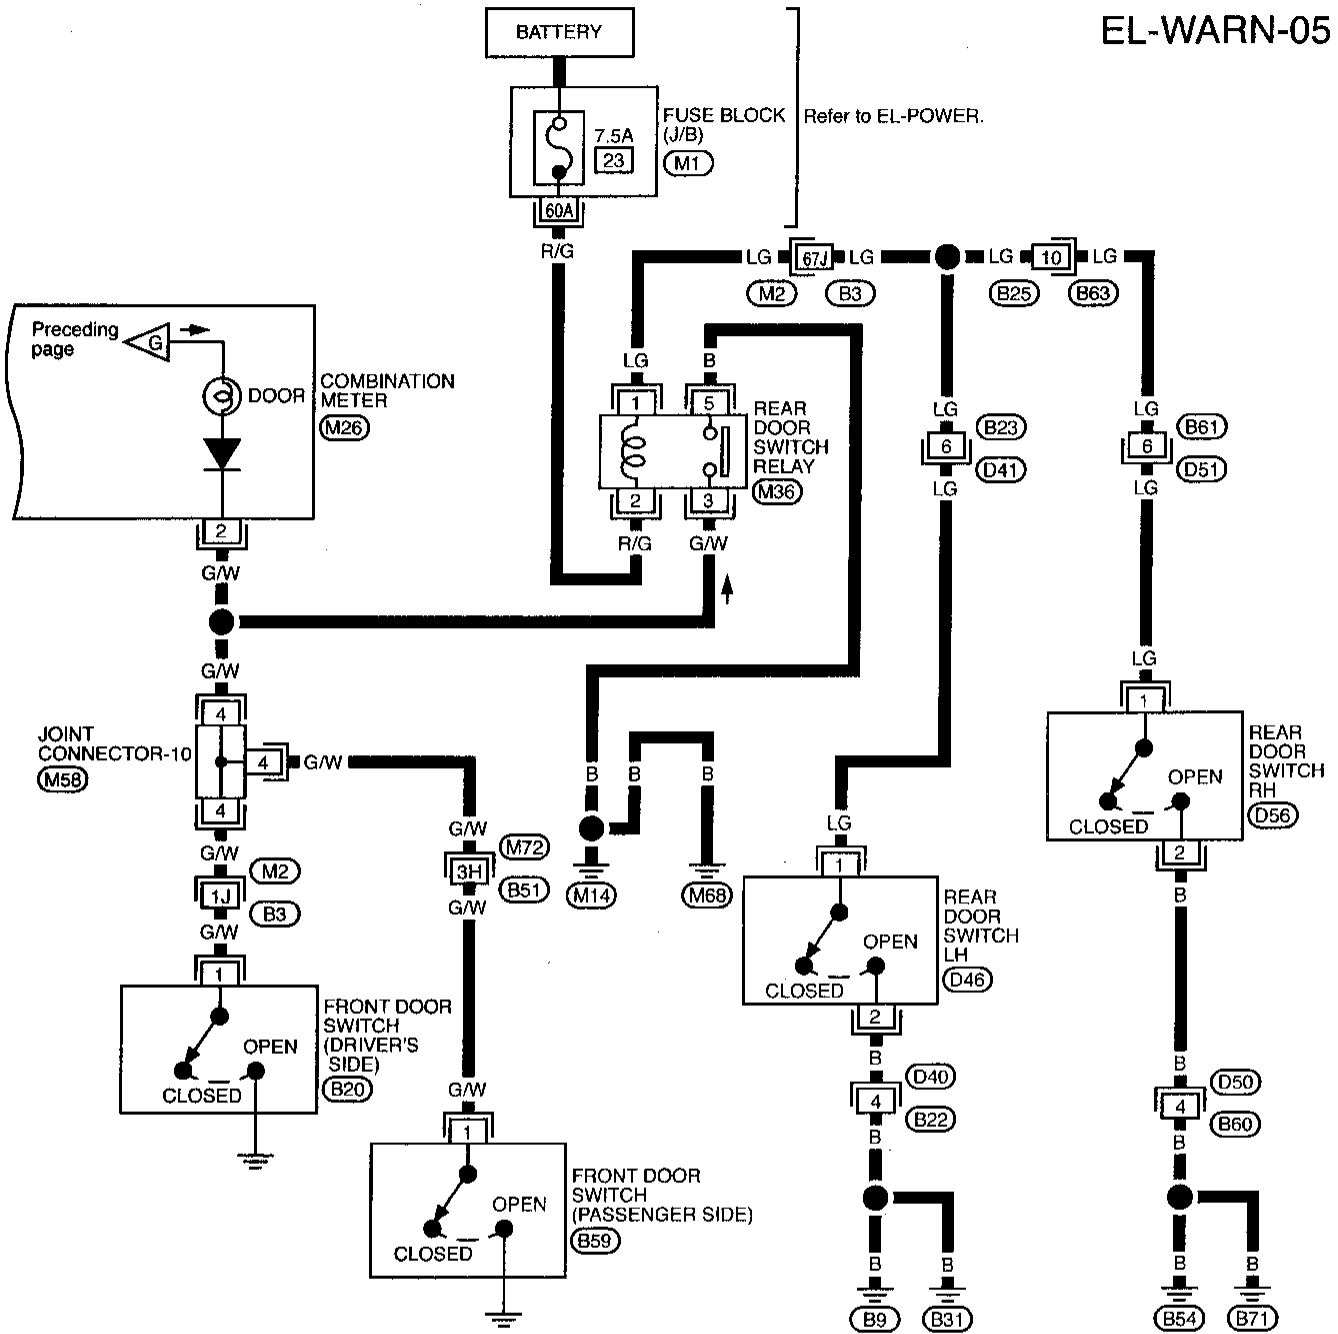 EL-WARN-05
BATTERY
FUSE BLOCK
(J/B)
M1
Refer to EL-POWER.
7.5A
23
60A
R/G
LG
67J
LG
M2
B3
LG
10
LG
B25
B63
Preceding
page
G
DOOR
COMBINATION
METER
M26
2
G/W
LG
B
1
5
REAR
DOOR
SWITCH
RELAY
M36
2
3
R/G
G/W
LG
6
B23
D41
LG
LG
6
B61
D51
LG
G/W
4
JOINT
CONNECTOR-10
M58
4
G/W
4
G/W
M2
1J
B3
G/W
1
FRONT DOOR
SWITCH
(DRIVER'S
SIDE)
B20
OPEN
CLOSED
G/W
M72
3H
B51
G/W
G/W
1
FRONT DOOR
SWITCH
(PASSENGER SIDE)
B59
OPEN
CLOSED
B
B
B
M14
M68
LG
1
REAR
DOOR
SWITCH
LH
D46
OPEN
CLOSED
2
B
D40
4
B22
B
B
B
B9
B31
LG
1
REAR
DOOR
SWITCH
RH
D56
OPEN
CLOSED
2
B
B
D50
4
B60
B
B
B
B54
B71